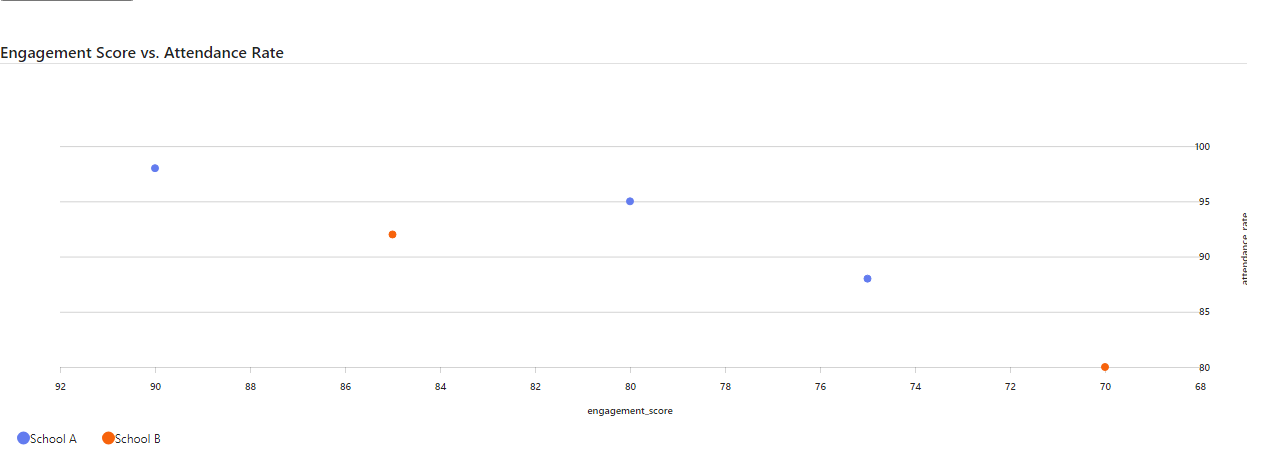 Engagement Score vs. Attendance Rate
100
95
90
85
80
attendance_rate
92 90 88 86 84 82 80 78 76 74 72 70 68
engagement_score
School A School B